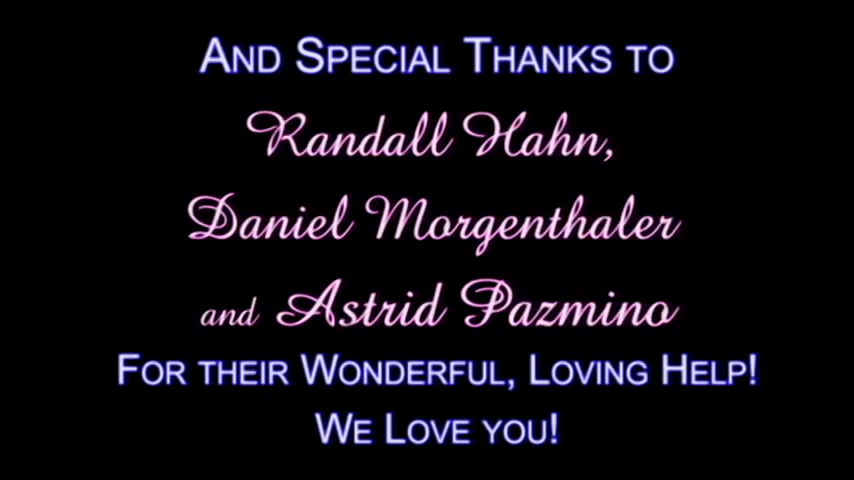 And Special Thanks to
Randall Hahn,
Daniel Morgenthaler
and Astrid Pazmino
For their Wonderful, Loving Help!
We Love you!